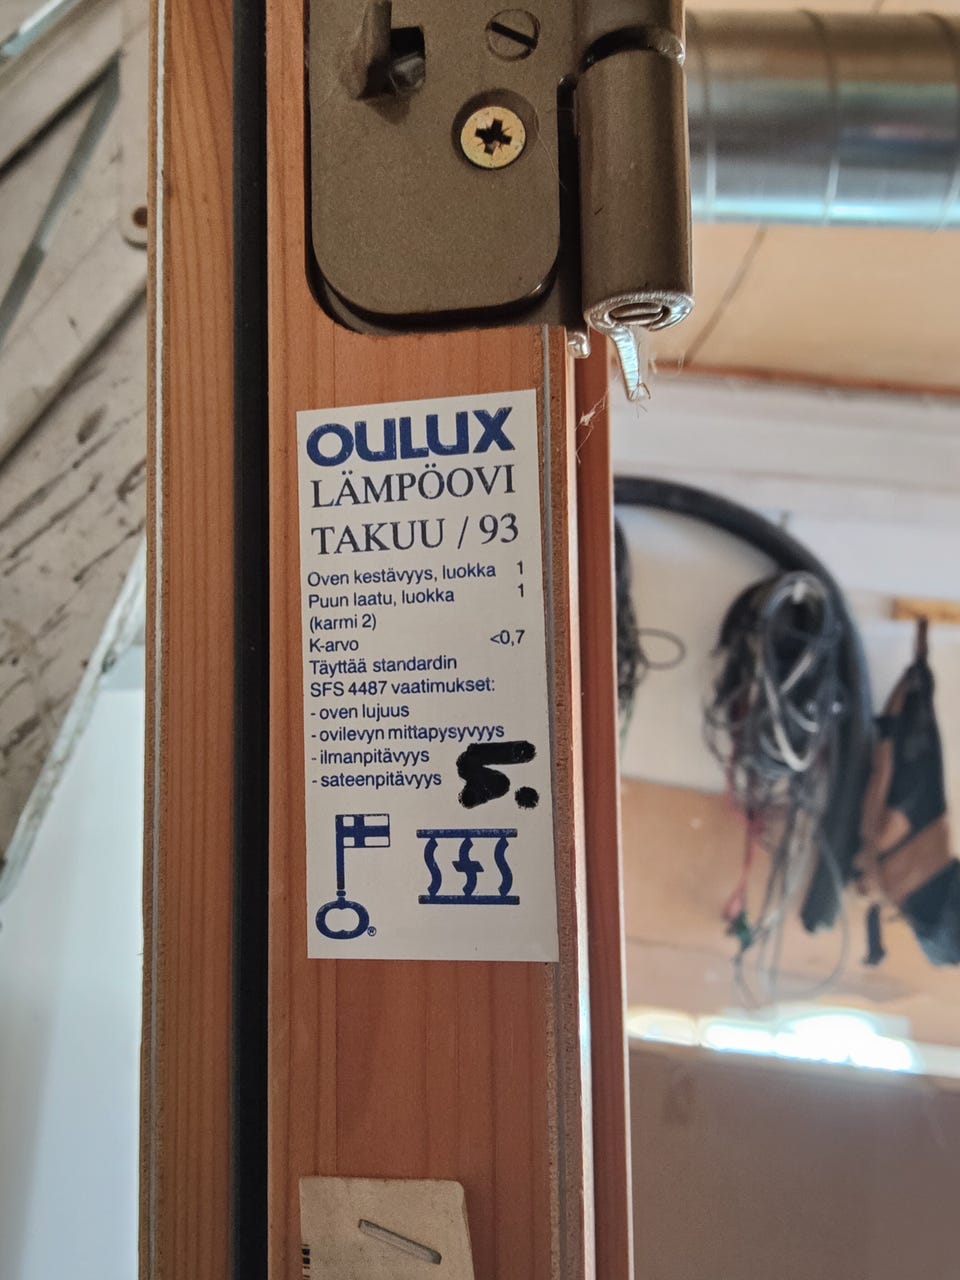 OULUX
LÄMPÖOVI
TAKUU / 93
Oven kestävyys, luokka 1
Puun laatu, luokka 1
(karmi 2)
K-arvo <0,7
Täyttää standardin
SFS 4487 vaatimukset:
- oven lujuus
- ovilevyn mittapysyvyys
- ilmanpitävyys
- sateenpitävyys
5.
SFS
®